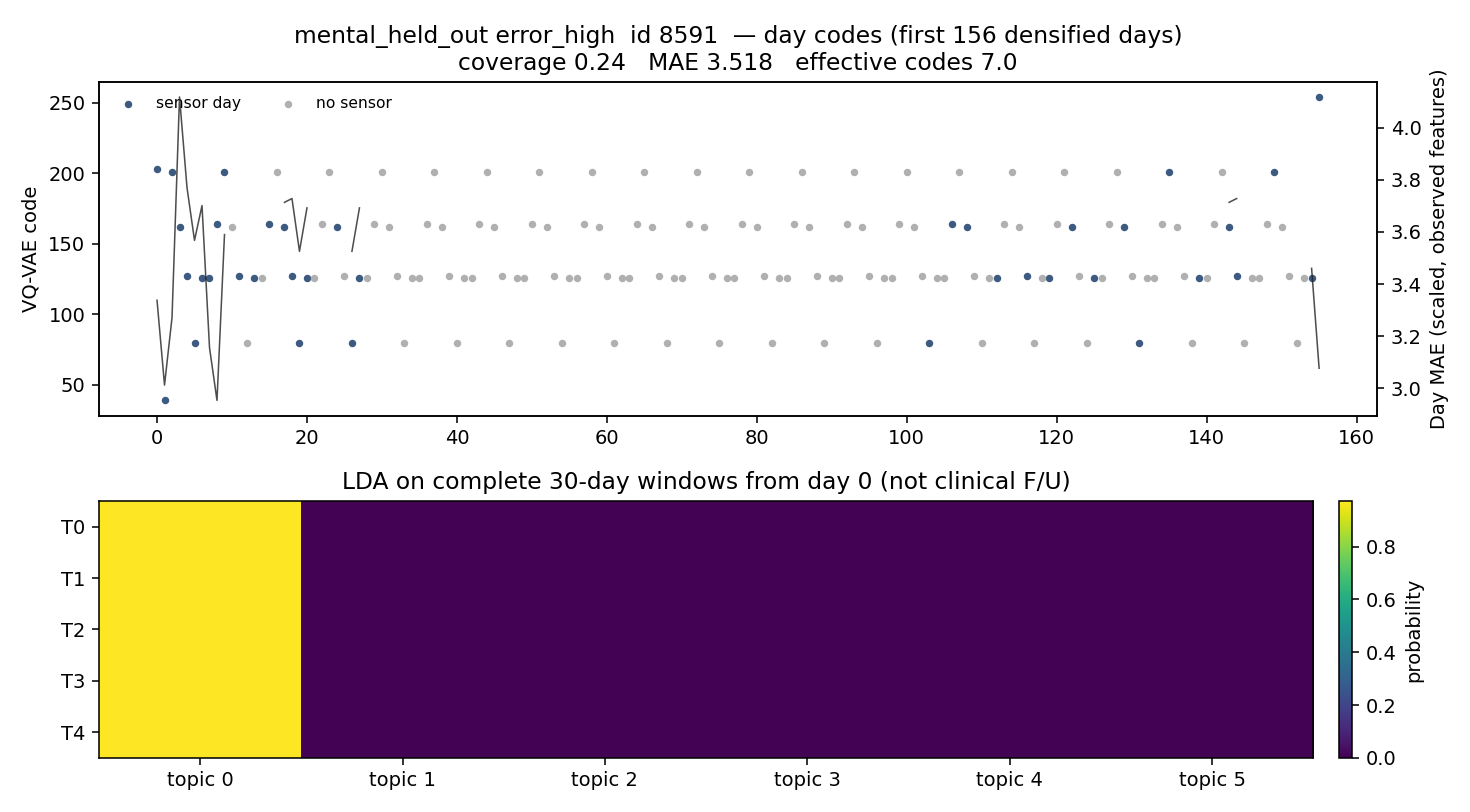 mental_held_out error_high  id 8591  — day codes (first 156 densified days)
coverage 0.24   MAE 3.518   effective codes 7.0
sensor day
no sensor
VQ-VAE code
250
200
150
100
50
4.0
3.8
3.6
3.4
3.2
3.0
Day MAE (scaled, observed features)
0
20
40
60
80
100
120
140
160
LDA on complete 30-day windows from day 0 (not clinical F/U)
T0
T1
T2
T3
T4
topic 0
topic 1
topic 2
topic 3
topic 4
topic 5
0.8
0.6
0.4
0.2
0.0
probability